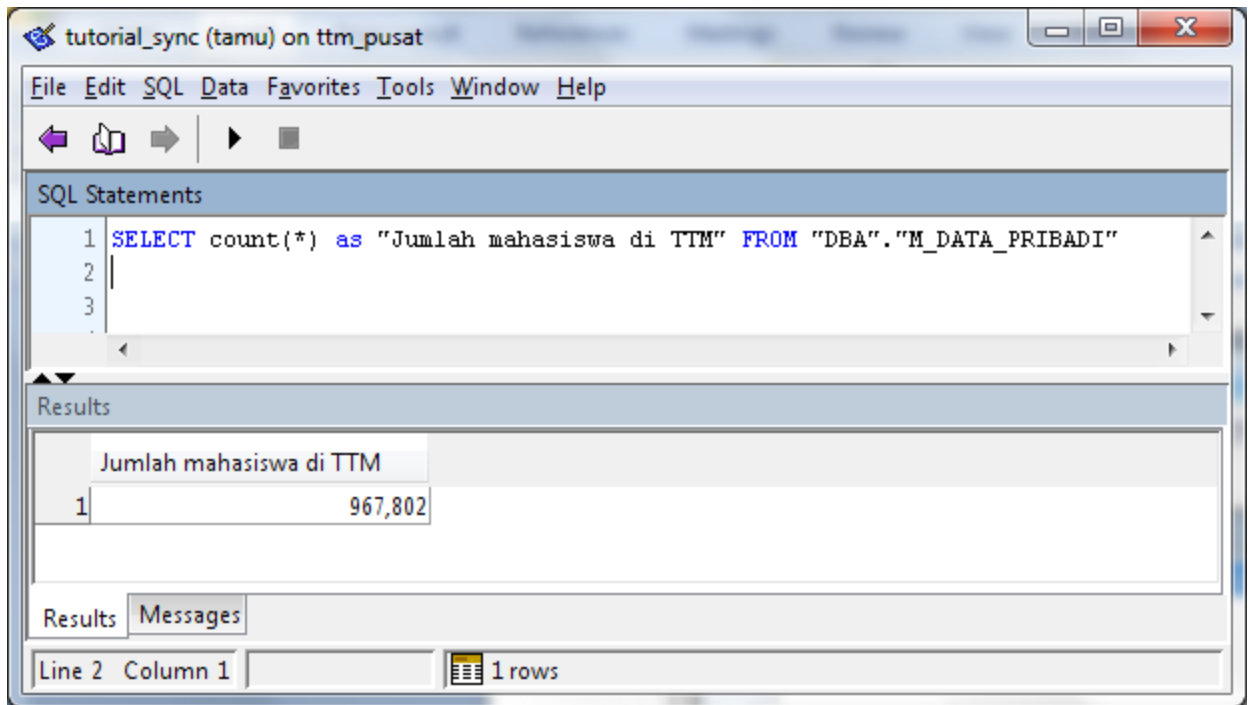 tutorial_sync (tamu) on ttm_pusat
File Edit SQL Data Favorites Tools Window Help
SQL Statements
1 SELECT count(*) as "Jumlah mahasiswa di TTM" FROM "DBA"."M_DATA_PRIBADI"
2
3
Results
Jumlah mahasiswa di TTM
1 967,802
Results Messages
Line 2 Column 1 1 rows